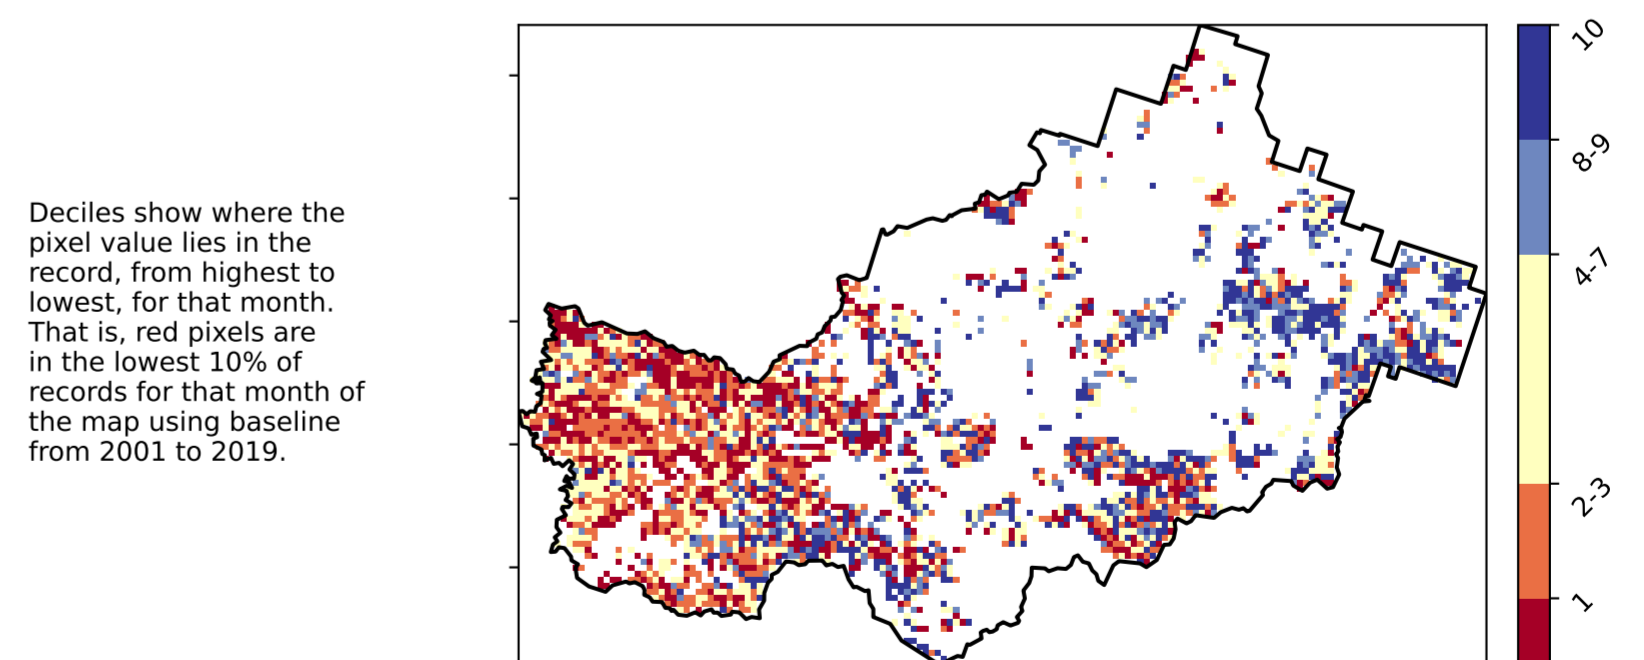 Deciles show where the
pixel value lies in the
record, from highest to
lowest, for that month.
That is, red pixels are
in the lowest 10% of
records for that month of
the map using baseline
from 2001 to 2019.
10
8-9
4-7
2-3
1